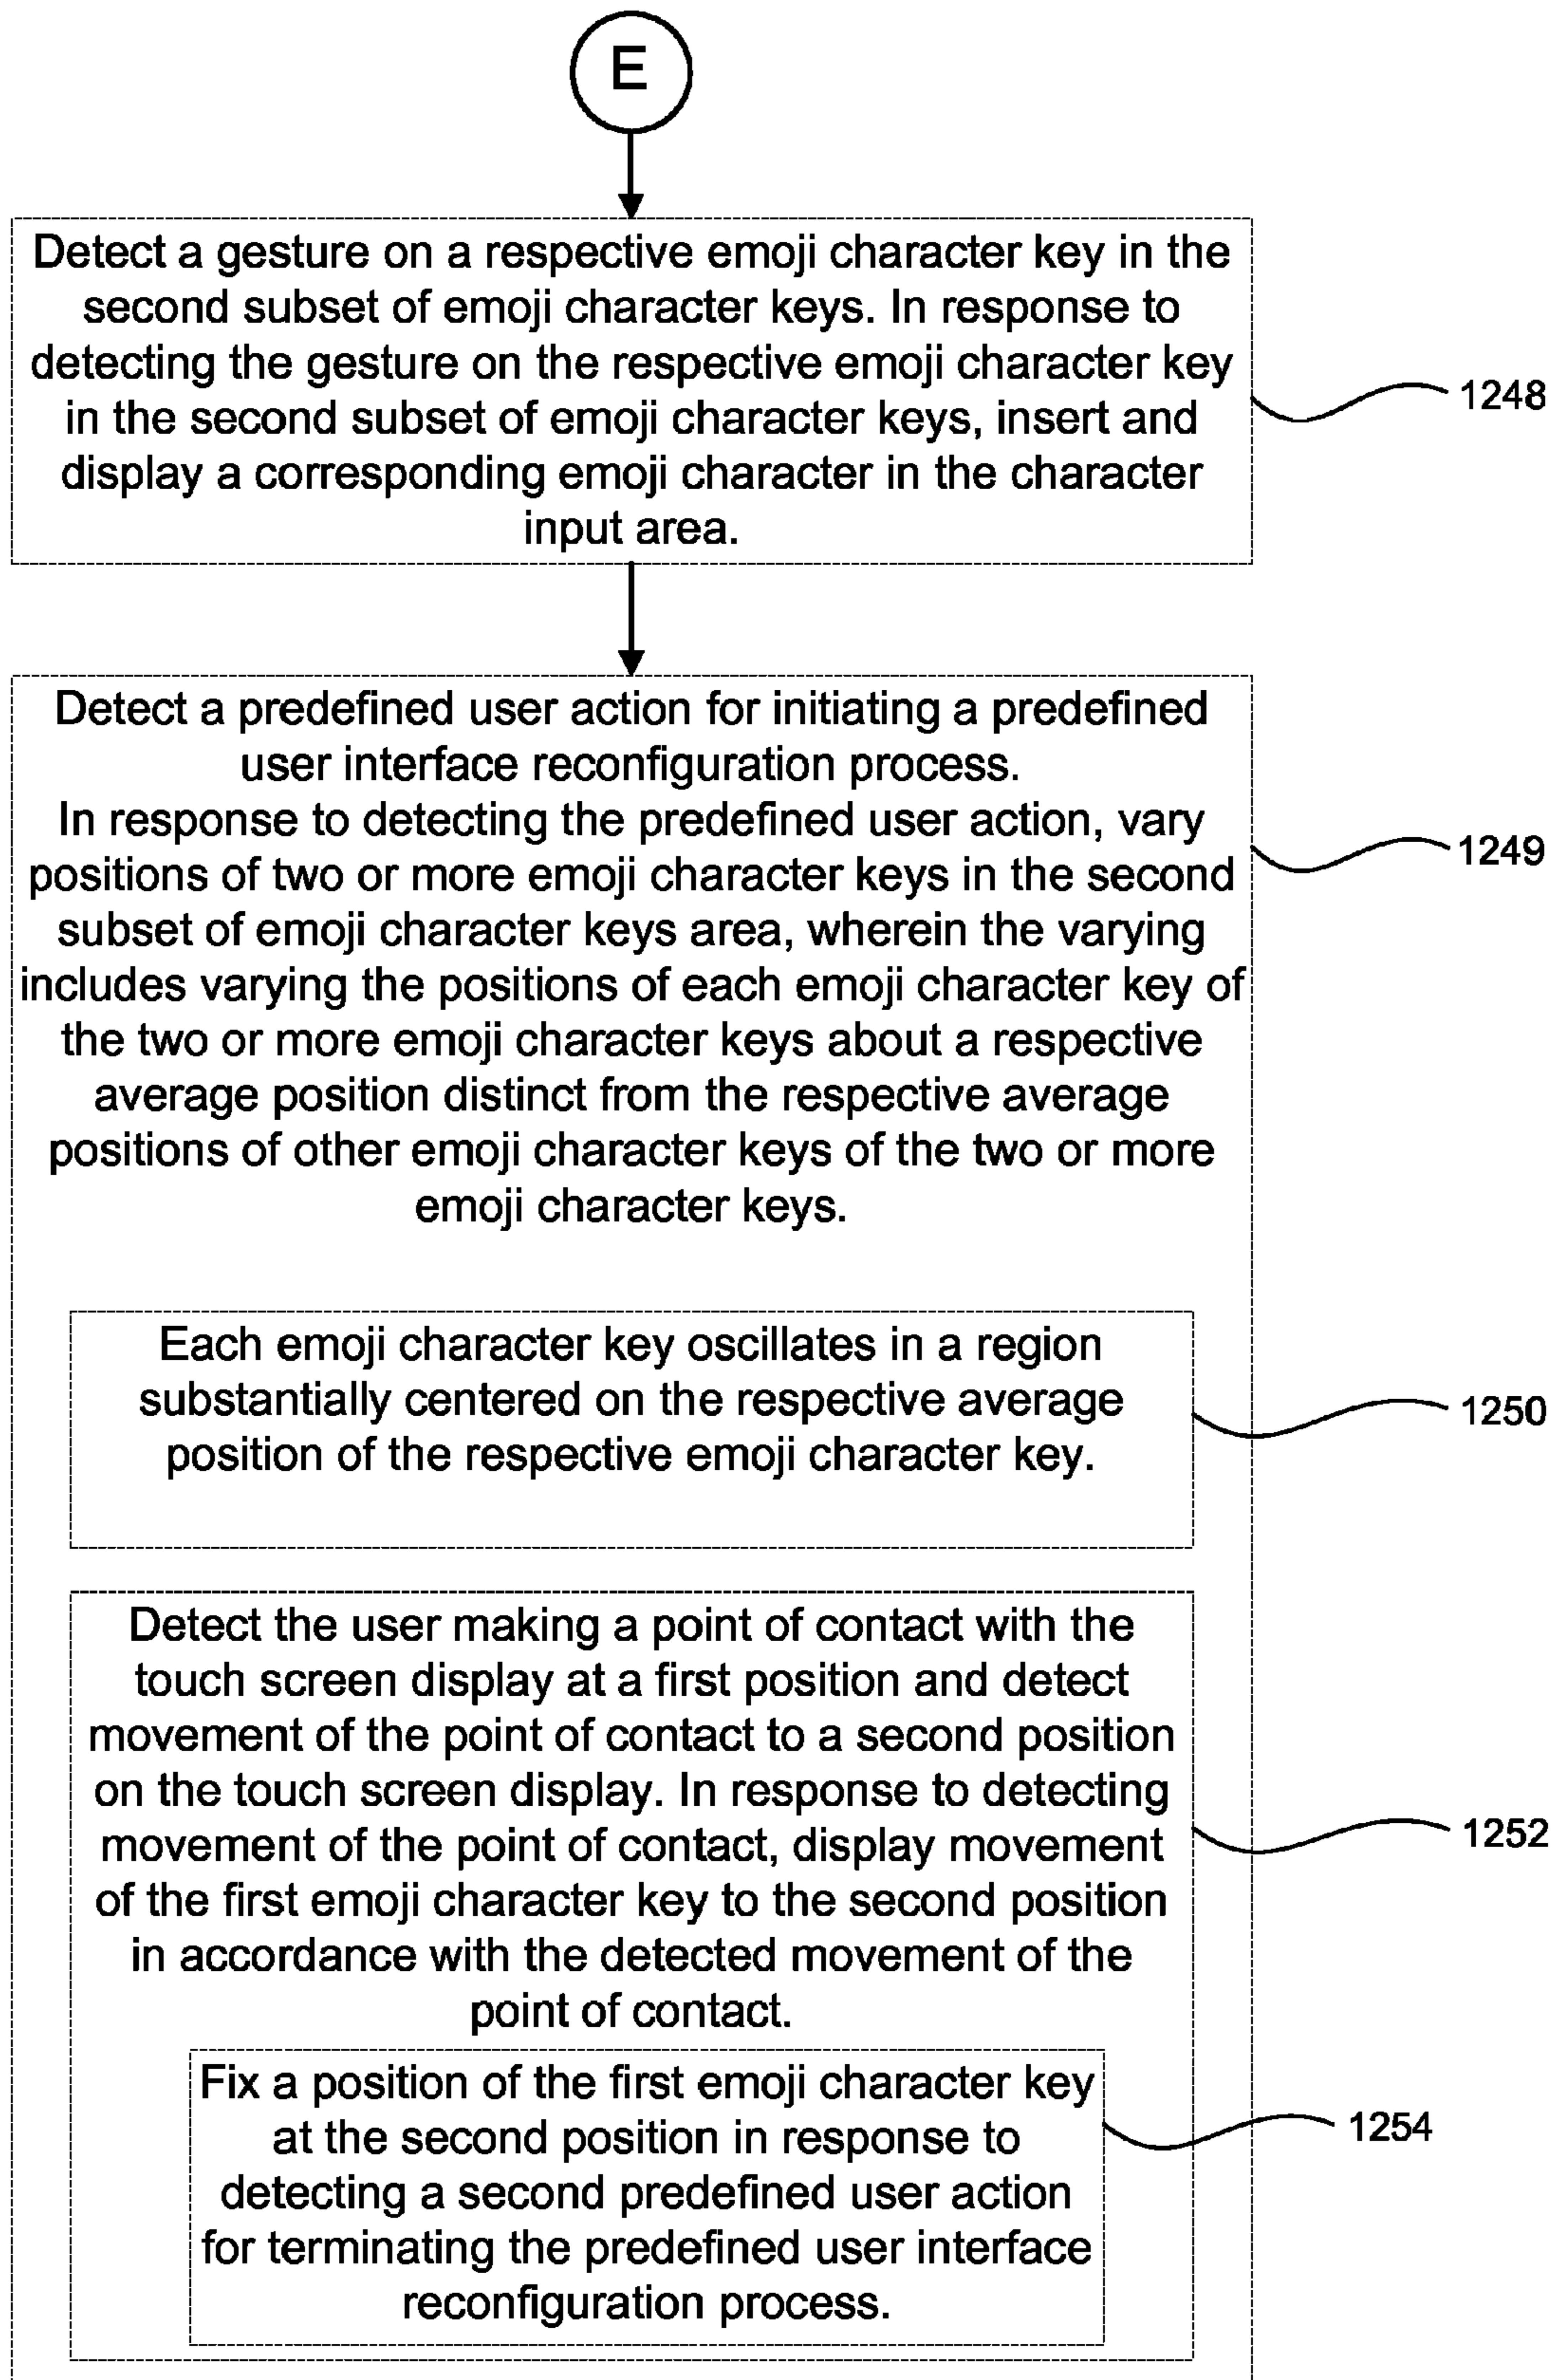 E
Detect a gesture on a respective emoji character key in the
second subset of emoji character keys. In response to
detecting the gesture on the respective emoji character key
in the second subset of emoji character keys, insert and
display a corresponding emoji character in the character
input area.
1248
Detect a predefined user action for initiating a predefined
user interface reconfiguration process.
In response to detecting the predefined user action, vary
positions of two or more emoji character keys in the second
subset of emoji character keys area, wherein the varying
includes varying the positions of each emoji character key of
the two or more emoji character keys about a respective
average position distinct from the respective average
positions of other emoji character keys of the two or more
emoji character keys.
1249
Each emoji character key oscillates in a region
substantially centered on the respective average
position of the respective emoji character key.
1250
Detect the user making a point of contact with the
touch screen display at a first position and detect
movement of the point of contact to a second position
on the touch screen display. In response to detecting
movement of the point of contact, display movement
of the first emoji character key to the second position
in accordance with the detected movement of the
point of contact.
1252
Fix a position of the first emoji character key
at the second position in response to
detecting a second predefined user action
for terminating the predefined user interface
reconfiguration process.
1254